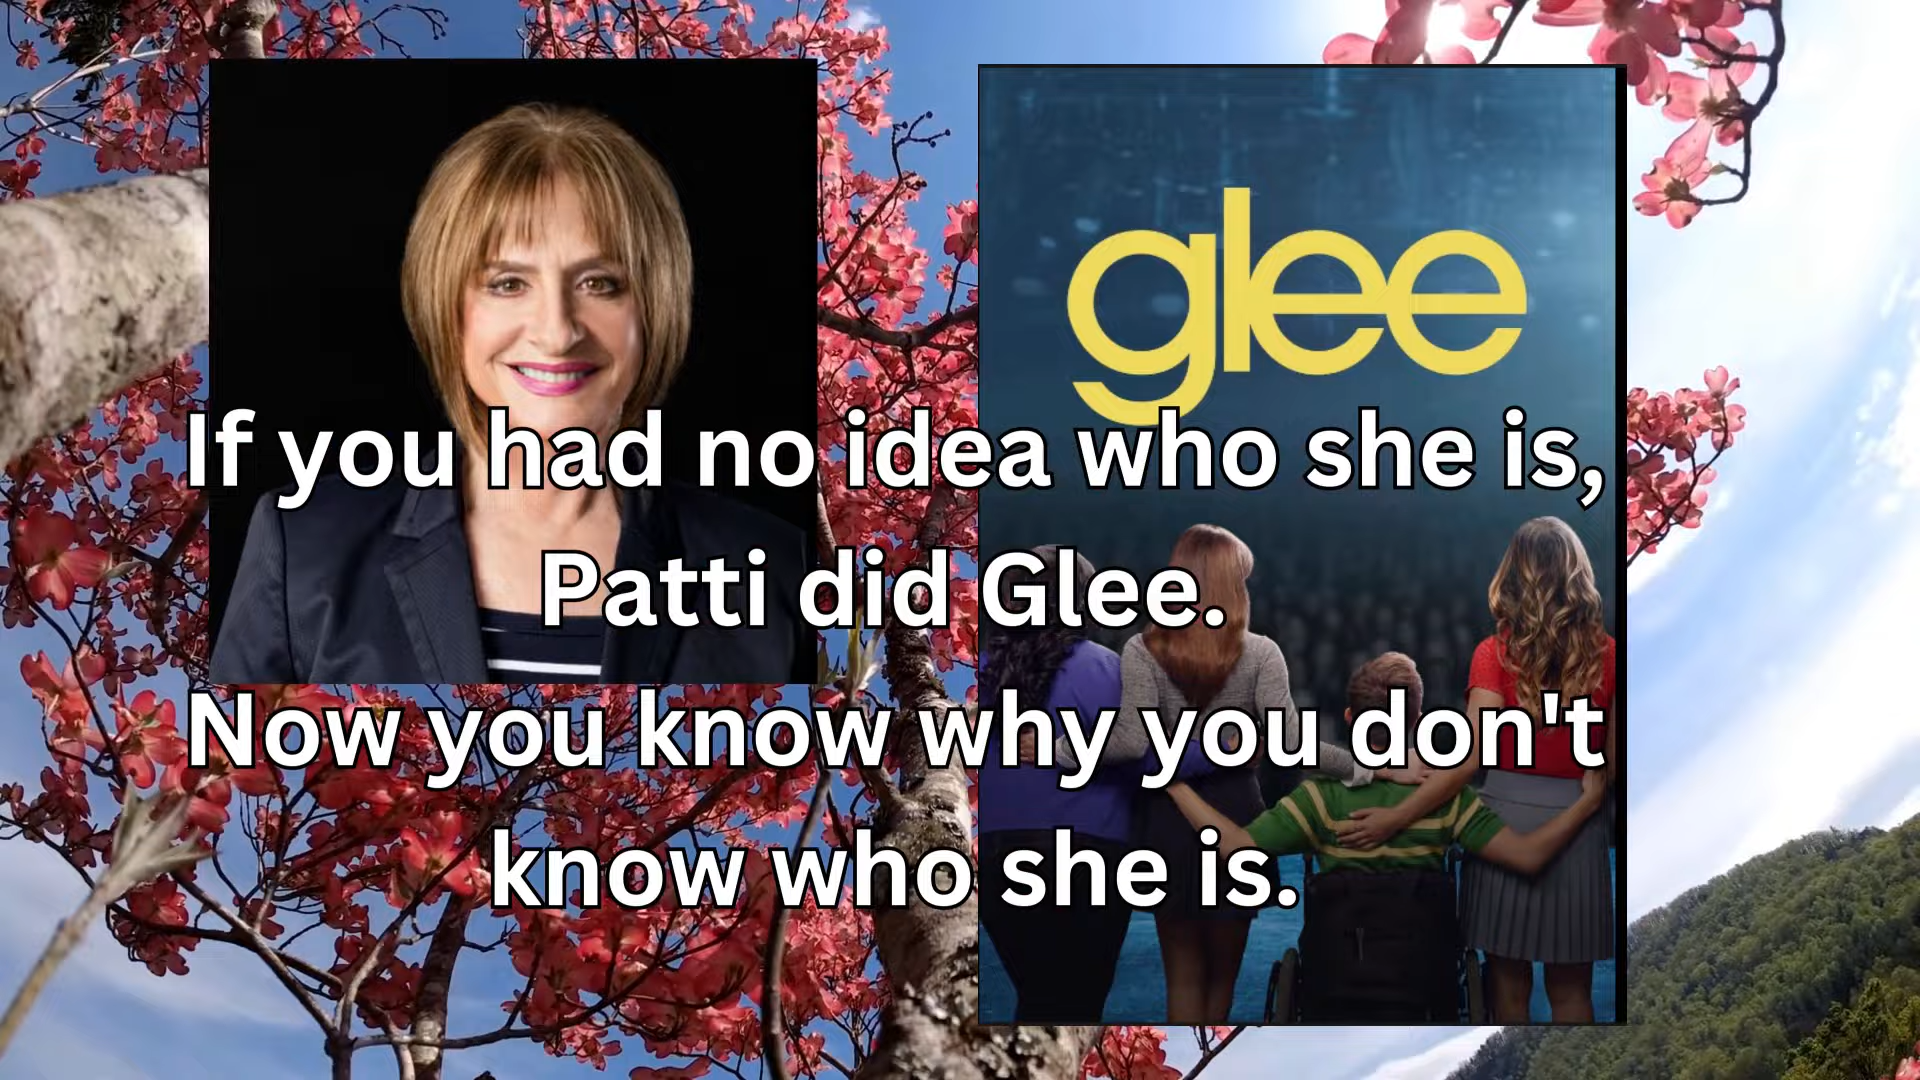 glee
If you had no idea who she is,
Patti did Glee.
Now you know why you don't
know who she is.